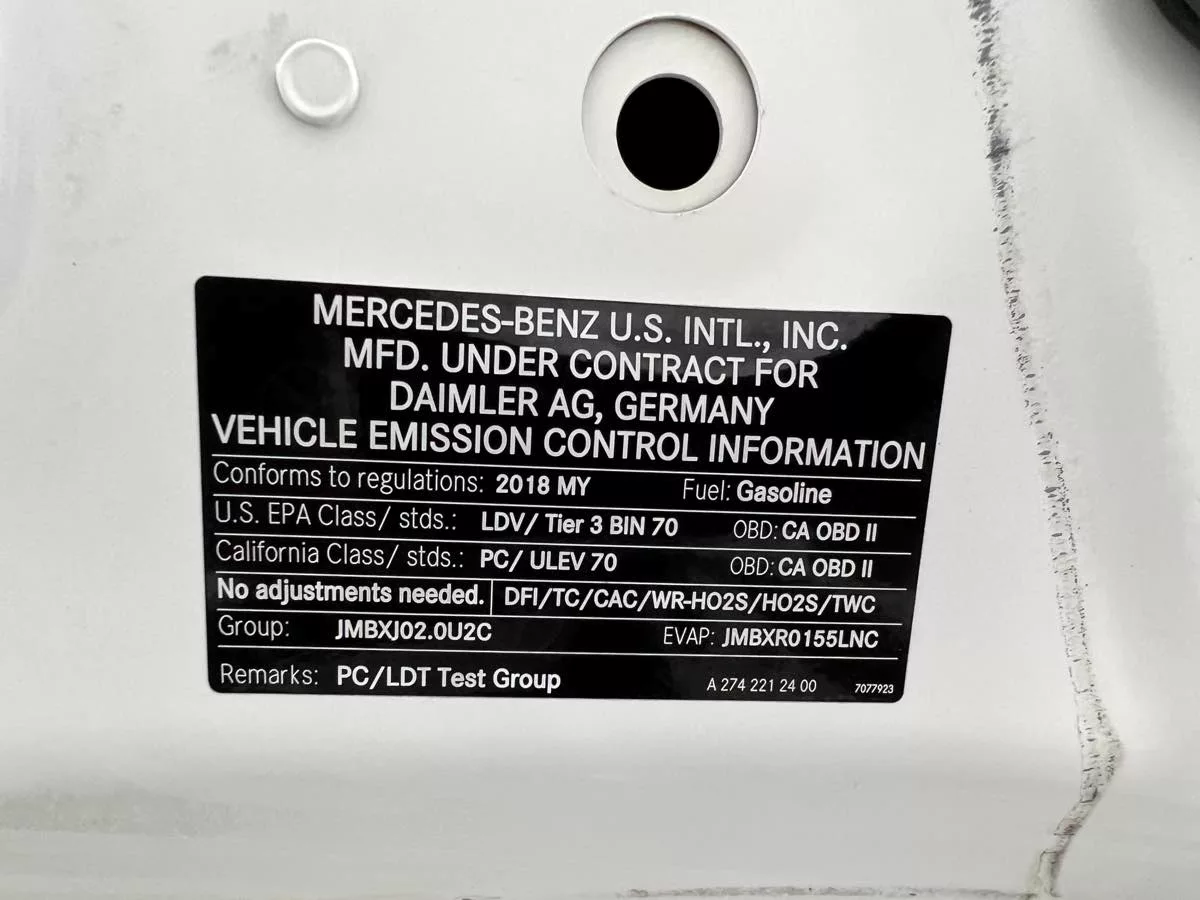 MERCEDES-BENZ U.S. INTL., INC.
MFD. UNDER CONTRACT FOR
DAIMLER AG, GERMANY
VEHICLE EMISSION CONTROL INFORMATION
Conforms to regulations: 2018 MY Fuel: Gasoline
U.S. EPA Class/ stds.: LDV/ Tier 3 BIN 70 OBD: CA OBD II
California Class/ stds.: PC/ ULEV 70 OBD: CA OBD II
No adjustments needed. DFI/TC/CAC/WR-HO2S/HO2S/TWC
Group: JMBXJ02.0U2C EVAP: JMBXR0155LNC
Remarks: PC/LDT Test Group A 274 221 24 00 7077923